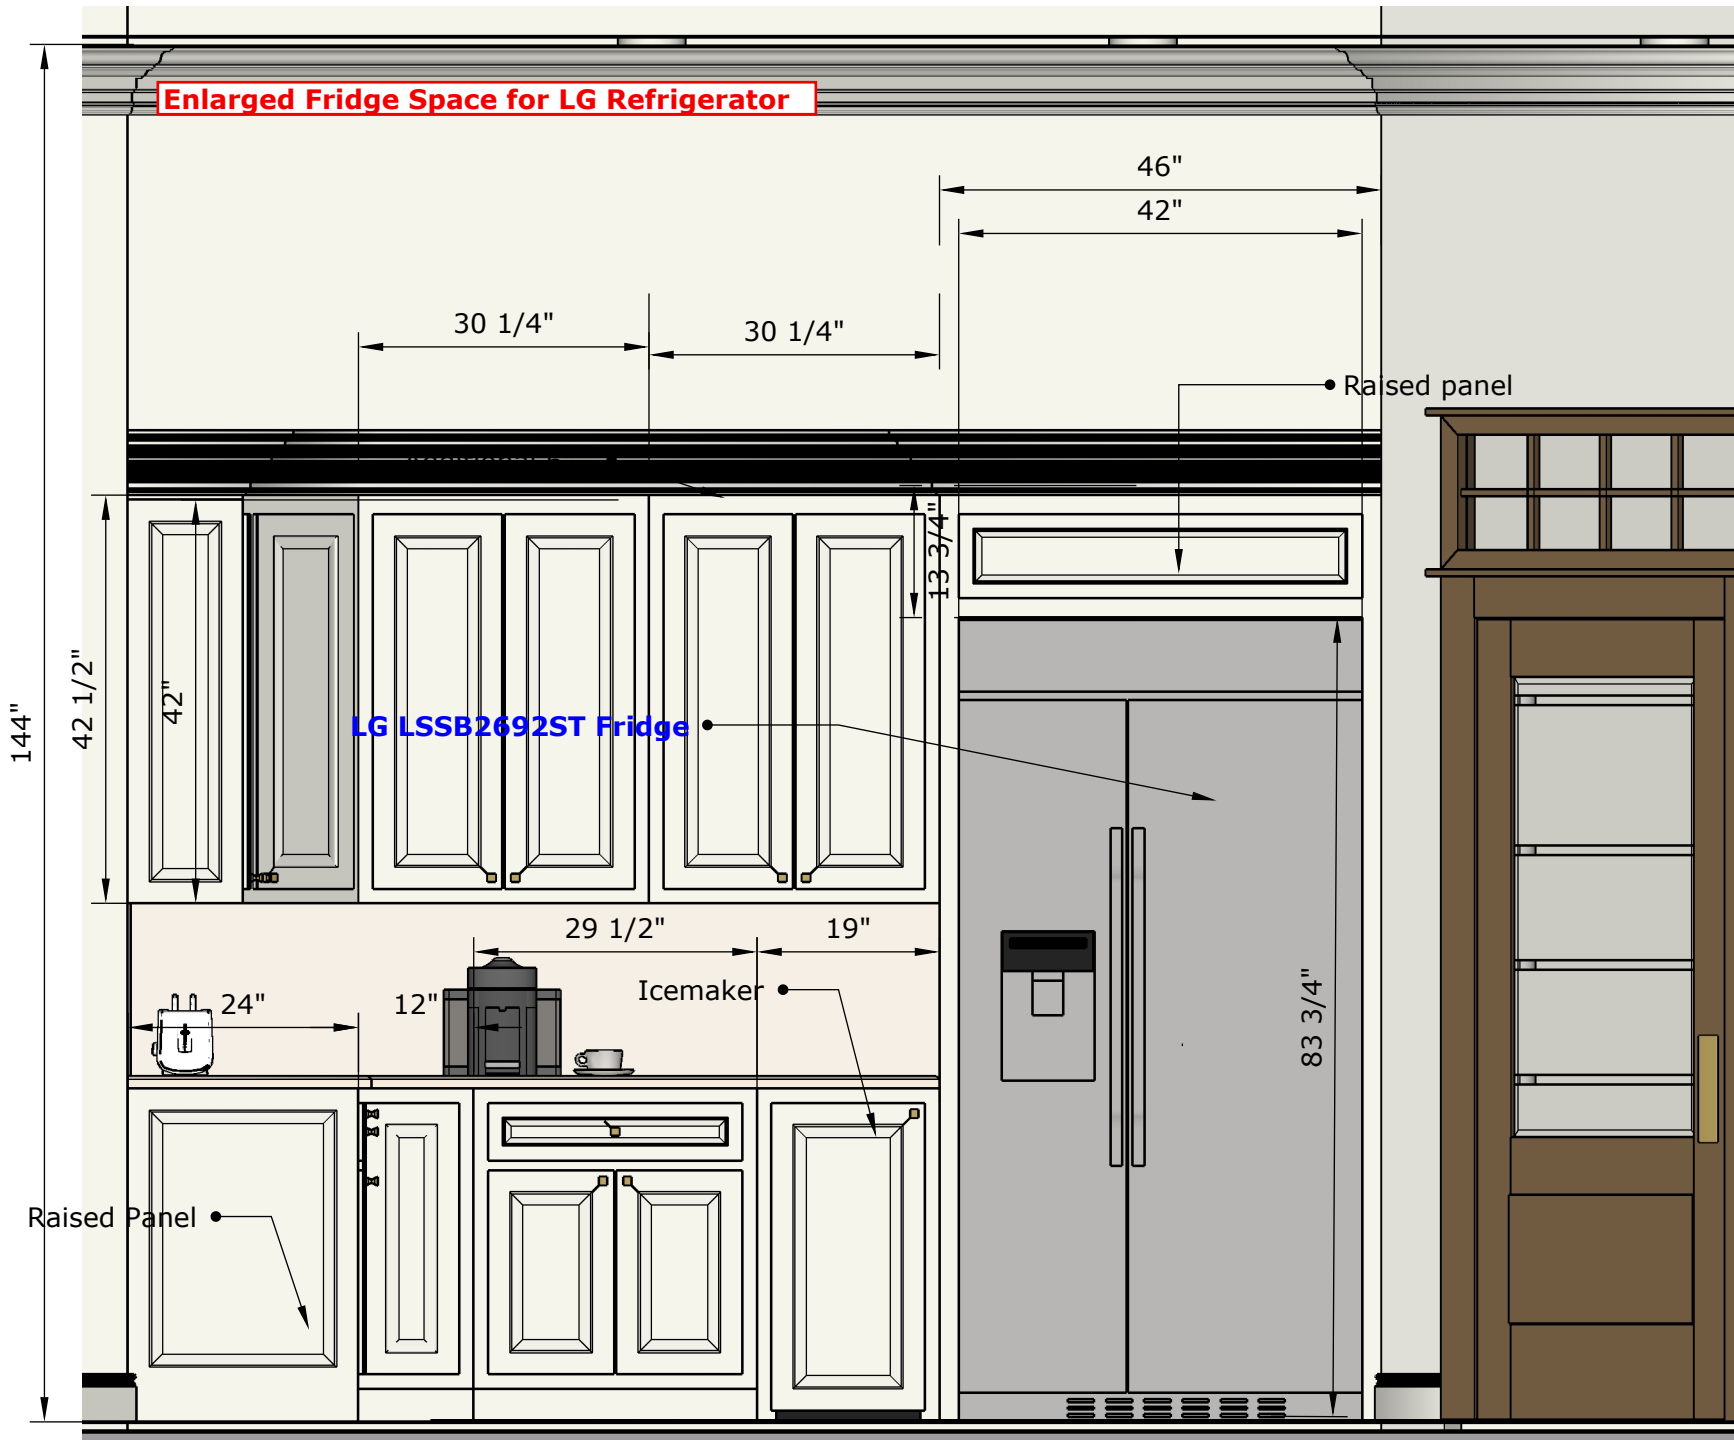 Enlarged Fridge Space for LG Refrigerator
46"
42"
30 1/4"
30 1/4"
Raised panel
13 3/4"
42 1/2"
42"
144"
LG LSSB2692ST Fridge
29 1/2"
19"
24"
12"
Icemaker
83 3/4"
Raised Panel